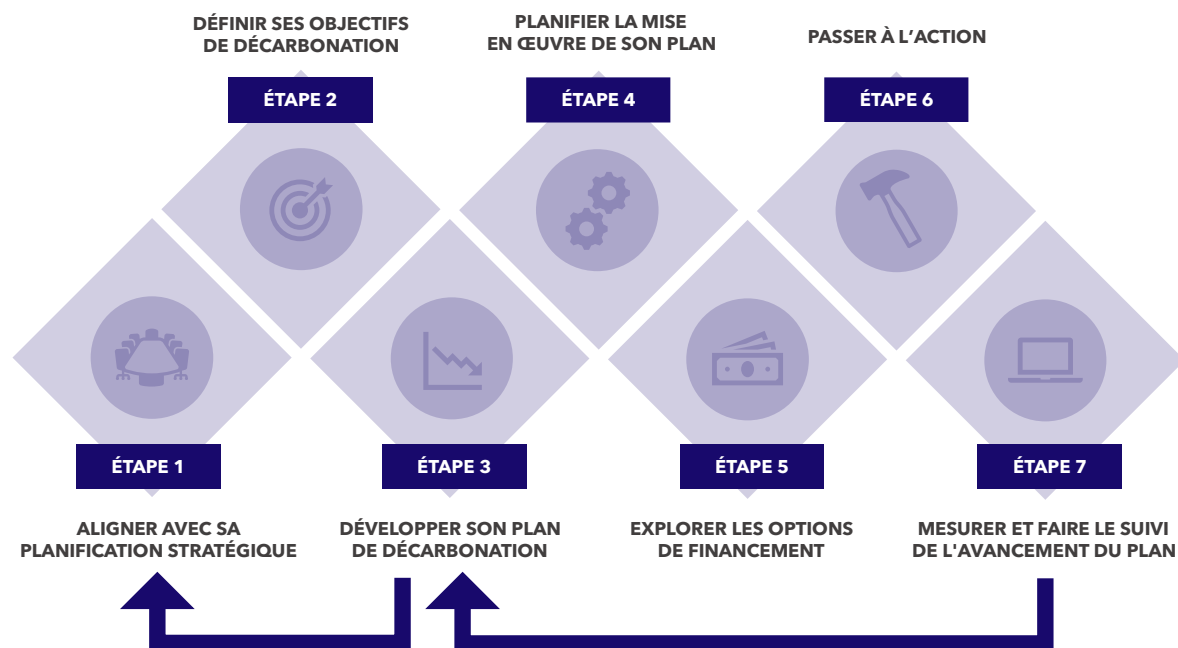 DÉFINIR SES OBJECTIFS
DE DÉCARBONATION
ÉTAPE 2
PLANIFIER LA MISE
EN ŒUVRE DE SON PLAN
ÉTAPE 4
PASSER À L’ACTION
ÉTAPE 6
ÉTAPE 1
ALIGNER AVEC SA
PLANIFICATION STRATÉGIQUE
ÉTAPE 3
DÉVELOPPER SON PLAN
DE DÉCARBONATION
ÉTAPE 5
EXPLORER LES OPTIONS
DE FINANCEMENT
ÉTAPE 7
MESURER ET FAIRE LE SUIVI
DE L'AVANCEMENT DU PLAN